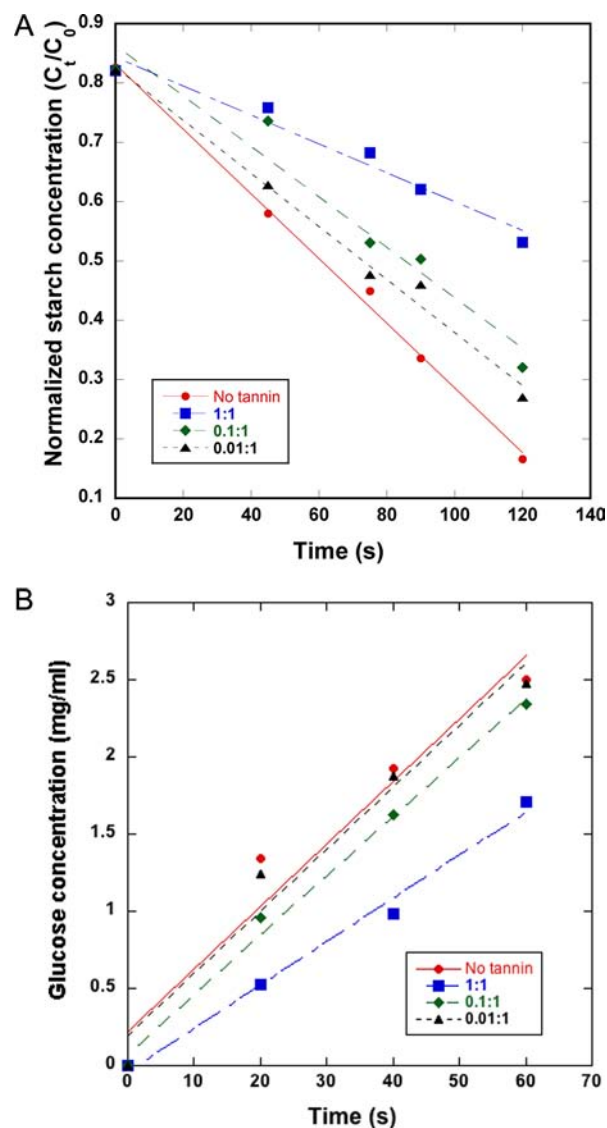 A
Normalized starch concentration (C_t/C_0)
0.9
0.8
0.7
0.6
0.5
0.4
0.3
0.2
0.1
No tannin
1:1
0.1:1
0.01:1
0 20 40 60 80 100 120 140
Time (s)
B
Glucose concentration (mg/ml)
3
2.5
2
1.5
1
0.5
0
No tannin
1:1
0.1:1
0.01:1
0 10 20 30 40 50 60 70
Time (s)